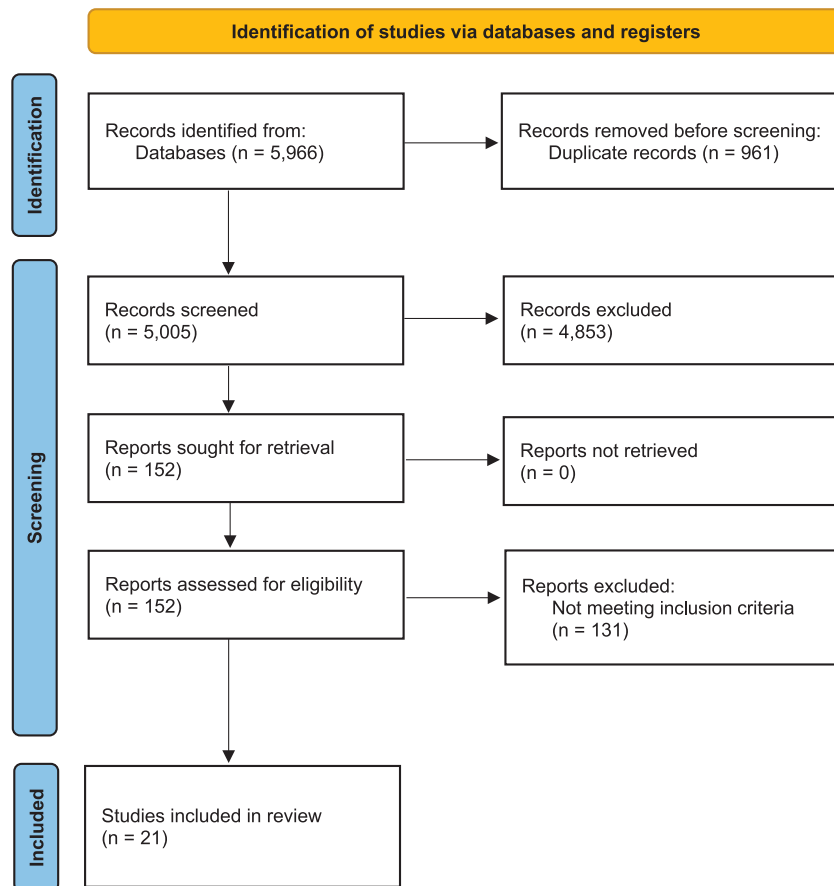 Identification of studies via databases and registers
Identification
Records identified from:
Databases (n = 5,966)
Records removed before screening:
Duplicate records (n = 961)
Screening
Records screened
(n = 5,005)
Records excluded
(n = 4,853)
Reports sought for retrieval
(n = 152)
Reports not retrieved
(n = 0)
Reports assessed for eligibility
(n = 152)
Reports excluded:
Not meeting inclusion criteria
(n = 131)
Included
Studies included in review
(n = 21)